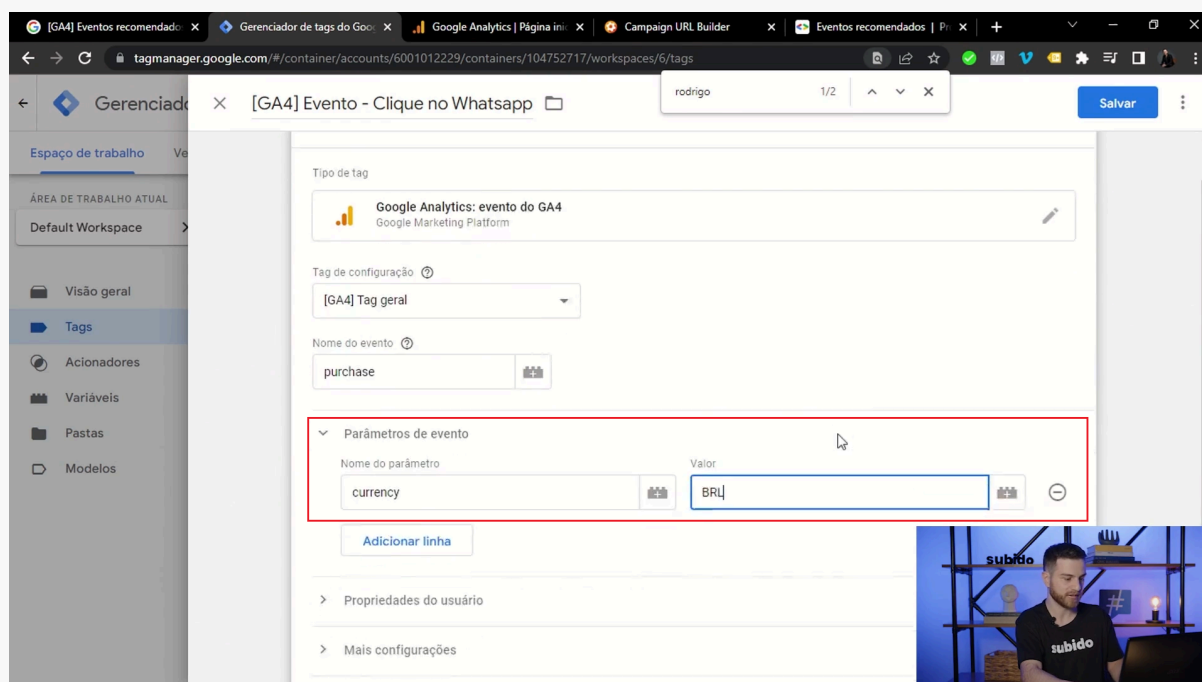 [GA4] Eventos recomendado
Gerenciador de tags do Goo
Google Analytics | Página inic
Campaign URL Builder
Eventos recomendados | Pr
tagmanager.google.com/#/container/accounts/6001012229/containers/104752717/workspaces/6/tags
rodrigo 1/2
Gerenciado
[GA4] Evento - Clique no Whatsapp
Salvar
Espaço de trabalho Ve
ÁREA DE TRABALHO ATUAL
Default Workspace
Visão geral
Tags
Acionadores
Variáveis
Pastas
Modelos
Tipo de tag
Google Analytics: evento do GA4
Google Marketing Platform
Tag de configuração
[GA4] Tag geral
Nome do evento
purchase
Parâmetros de evento
Nome do parâmetro Valor
currency BRL
Adicionar linha
Propriedades do usuário
Mais configurações
subido
#
subido